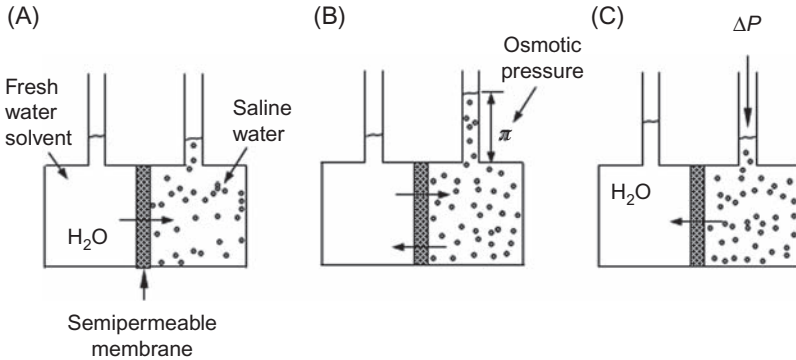 (A)
Fresh
water
solvent
Saline
water
H₂O
Semipermeable
membrane
(B)
Osmotic
pressure
π
(C)
ΔP
H₂O